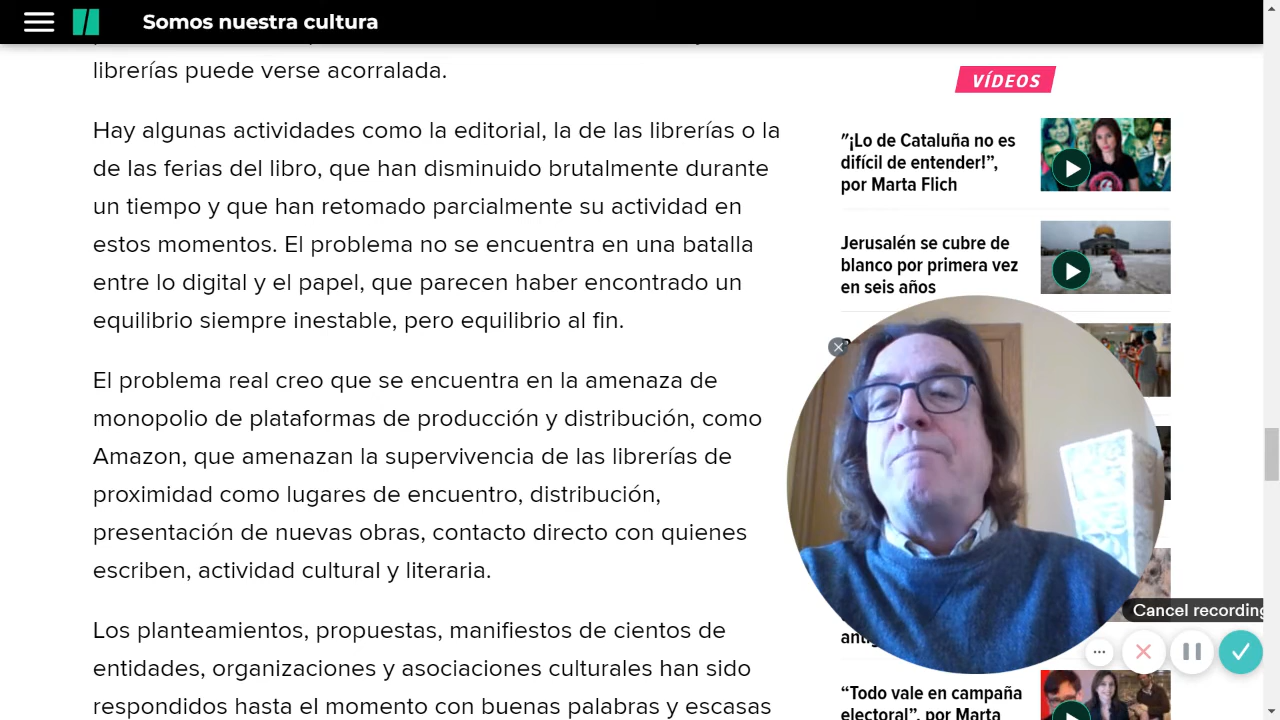 Somos nuestra cultura
librerías puede verse acorralada.
Hay algunas actividades como la editorial, la de las librerías o la
de las ferias del libro, que han disminuido brutalmente durante
un tiempo y que han retomado parcialmente su actividad en
estos momentos. El problema no se encuentra en una batalla
entre lo digital y el papel, que parecen haber encontrado un
equilibrio siempre inestable, pero equilibrio al fin.
El problema real creo que se encuentra en la amenaza de
monopolio de plataformas de producción y distribución, como
Amazon, que amenazan la supervivencia de las librerías de
proximidad como lugares de encuentro, distribución,
presentación de nuevas obras, contacto directo con quienes
escriben, actividad cultural y literaria.
Los planteamientos, propuestas, manifiestos de cientos de
entidades, organizaciones y asociaciones culturales han sido
respondidos hasta el momento con buenas palabras y escasas
VÍDEOS
"¡Lo de Cataluña no es
difícil de entender!”,
por Marta Flich
Jerusalén se cubre de
blanco por primera vez
en seis años
Cancel recording
“Todo vale en campaña
electoral”, por Marta